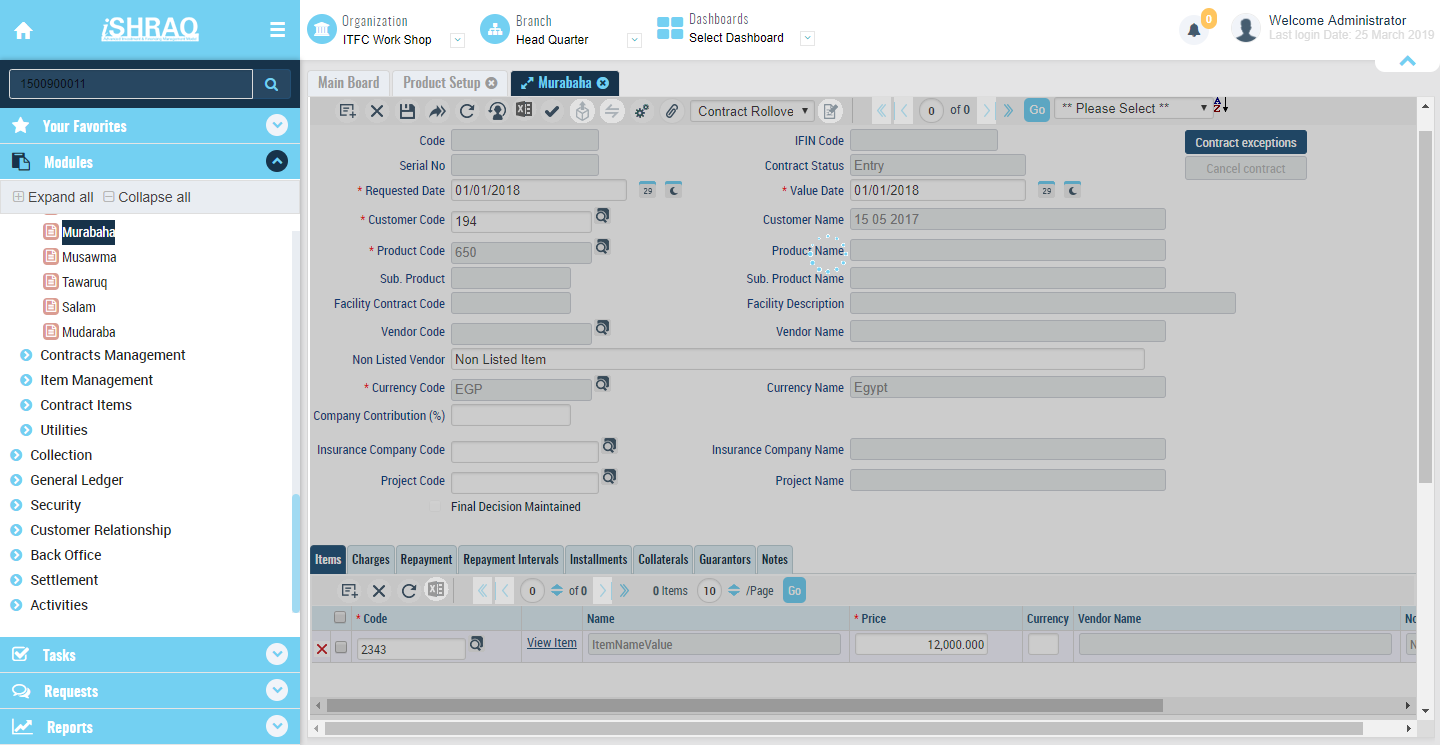 iSHRAQ
Organization
ITFC Work Shop
Branch
Head Quarter
Dashboards
Select Dashboard
0
Welcome Administrator
Last login Date: 25 March 2019
1500900011
Your Favorites
Modules
Expand all Collapse all
Murabaha
Musawma
Tawaruq
Salam
Mudaraba
Contracts Management
Item Management
Contract Items
Utilities
Collection
General Ledger
Security
Customer Relationship
Back Office
Settlement
Activities
Tasks
Requests
Reports
Main Board Product Setup Murabaha
Contract Rollove 0 of 0 Go ** Please Select **
Code IFIN Code
Contract exceptions
Serial No Contract Status Entry
Cancel contract
* Requested Date 01/01/2018 29 * Value Date 01/01/2018 29
* Customer Code 194 Customer Name 15 05 2017
* Product Code 650 Product Name
Sub. Product Sub. Product Name
Facility Contract Code Facility Description
Vendor Code Vendor Name
Non Listed Vendor Non Listed Item
* Currency Code EGP Currency Name Egypt
Company Contribution (%)
Insurance Company Code Insurance Company Name
Project Code Project Name
Final Decision Maintained
Items Charges Repayment Repayment Intervals Installments Collaterals Guarantors Notes
0 of 0 0 Items 10 /Page Go
* Code Name * Price Currency Vendor Name No
2343 View Item ItemNameValue 12,000.000 N